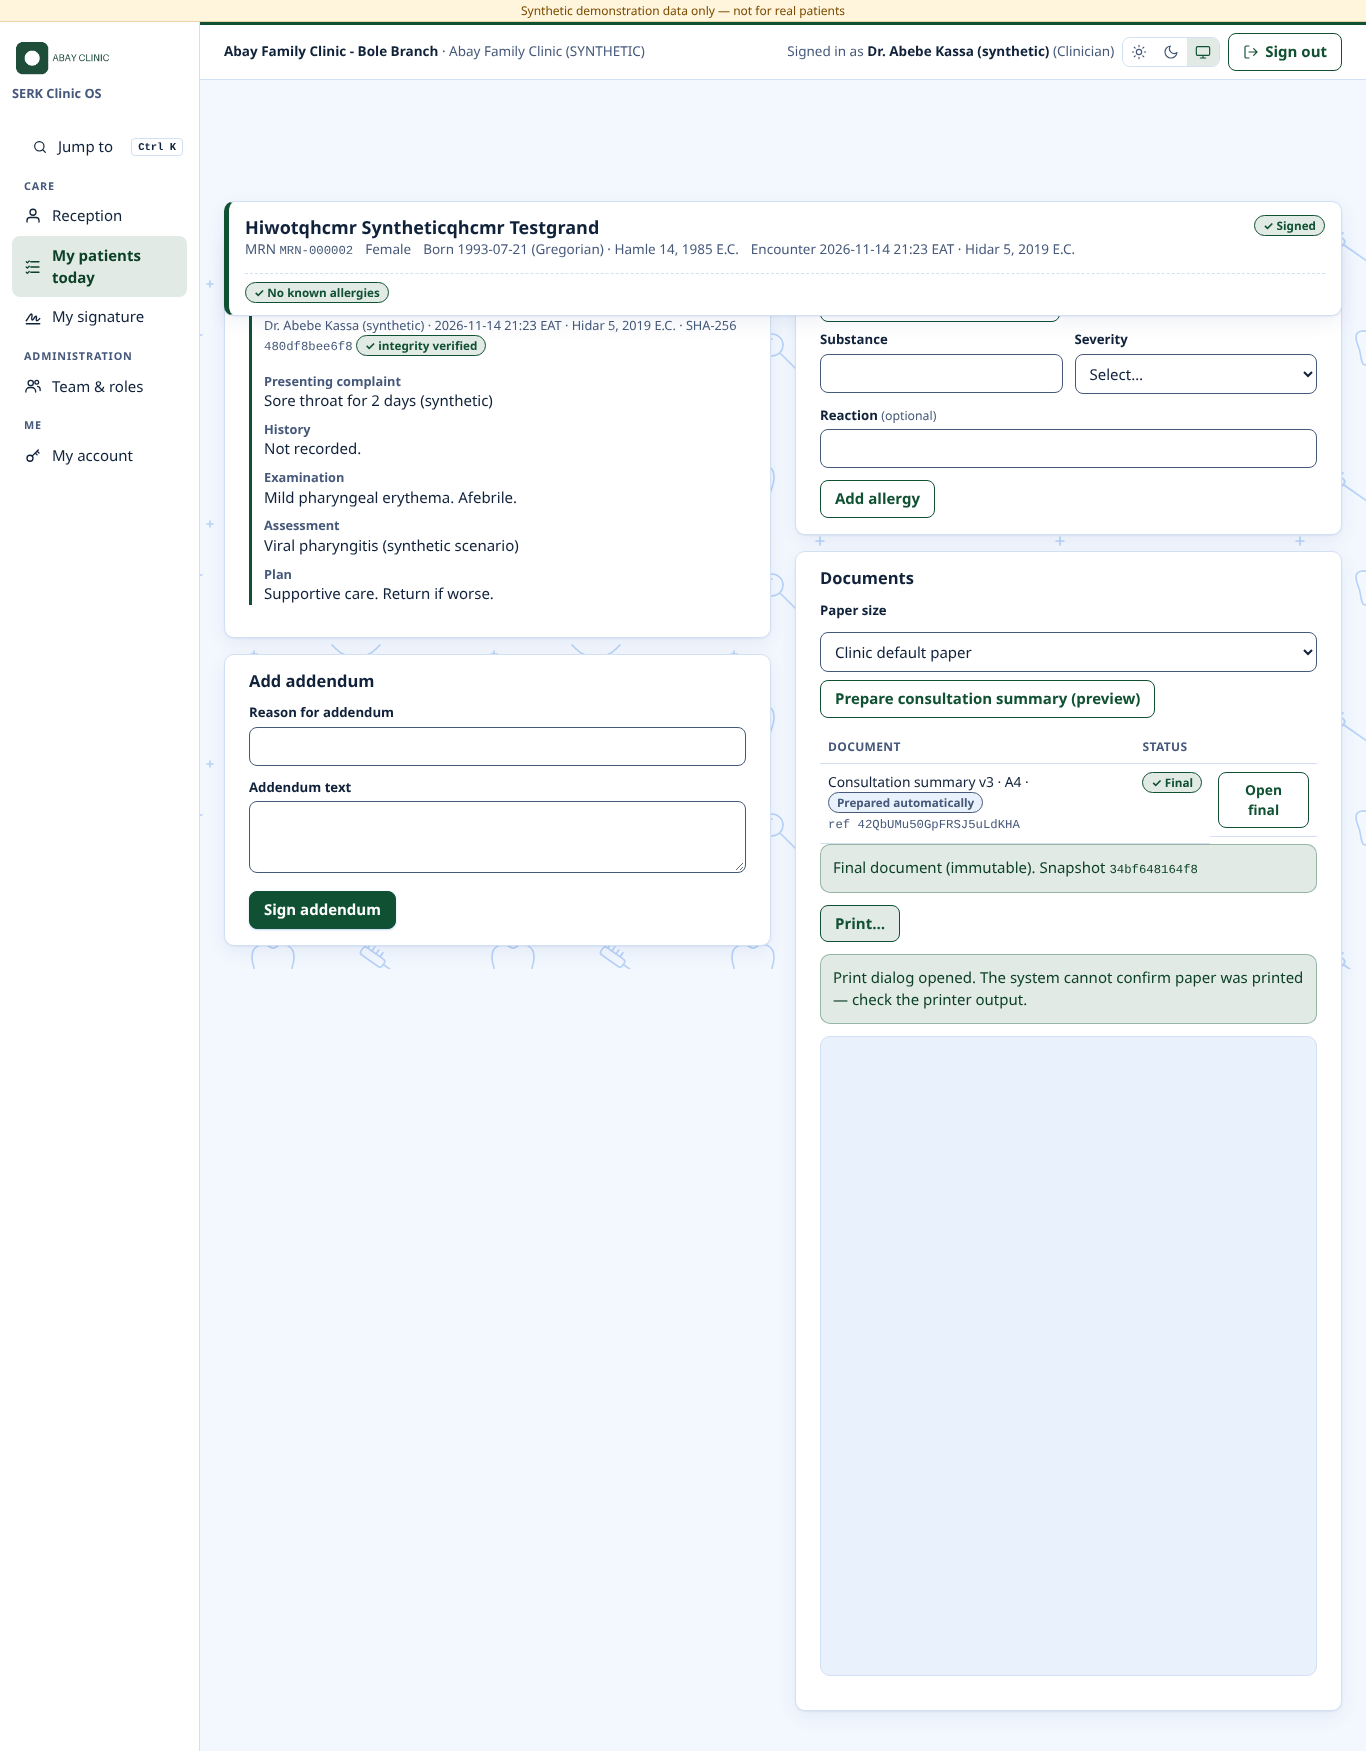 Synthetic demonstration data only — not for real patients
ABAY CLINIC
SERK Clinic OS
Jump to Ctrl K
CARE
Reception
My patients
today
My signature
ADMINISTRATION
Team & roles
ME
My account
Abay Family Clinic - Bole Branch · Abay Family Clinic (SYNTHETIC)
Signed in as Dr. Abebe Kassa (synthetic) (Clinician)
Sign out
Hiwotqhcmr Syntheticqhcmr Testgrand
✓ Signed
MRN MRN-000002 Female Born 1993-07-21 (Gregorian) · Hamle 14, 1985 E.C. Encounter 2026-11-14 21:23 EAT · Hidar 5, 2019 E.C.
✓ No known allergies
Dr. Abebe Kassa (synthetic) · 2026-11-14 21:23 EAT · Hidar 5, 2019 E.C. · SHA-256
480df8bee6f8 ✓ integrity verified
Presenting complaint
Sore throat for 2 days (synthetic)
History
Not recorded.
Examination
Mild pharyngeal erythema. Afebrile.
Assessment
Viral pharyngitis (synthetic scenario)
Plan
Supportive care. Return if worse.
Add addendum
Reason for addendum
Addendum text
Sign addendum
Substance
Severity
Select...
Reaction (optional)
Add allergy
Documents
Paper size
Clinic default paper
Prepare consultation summary (preview)
DOCUMENT STATUS
Consultation summary v3 · A4 ·
Prepared automatically
ref 42QbUMu50GpFRSJ5uLdKHA
✓ Final
Open
final
Final document (immutable). Snapshot 34bf648164f8
Print...
Print dialog opened. The system cannot confirm paper was printed
— check the printer output.